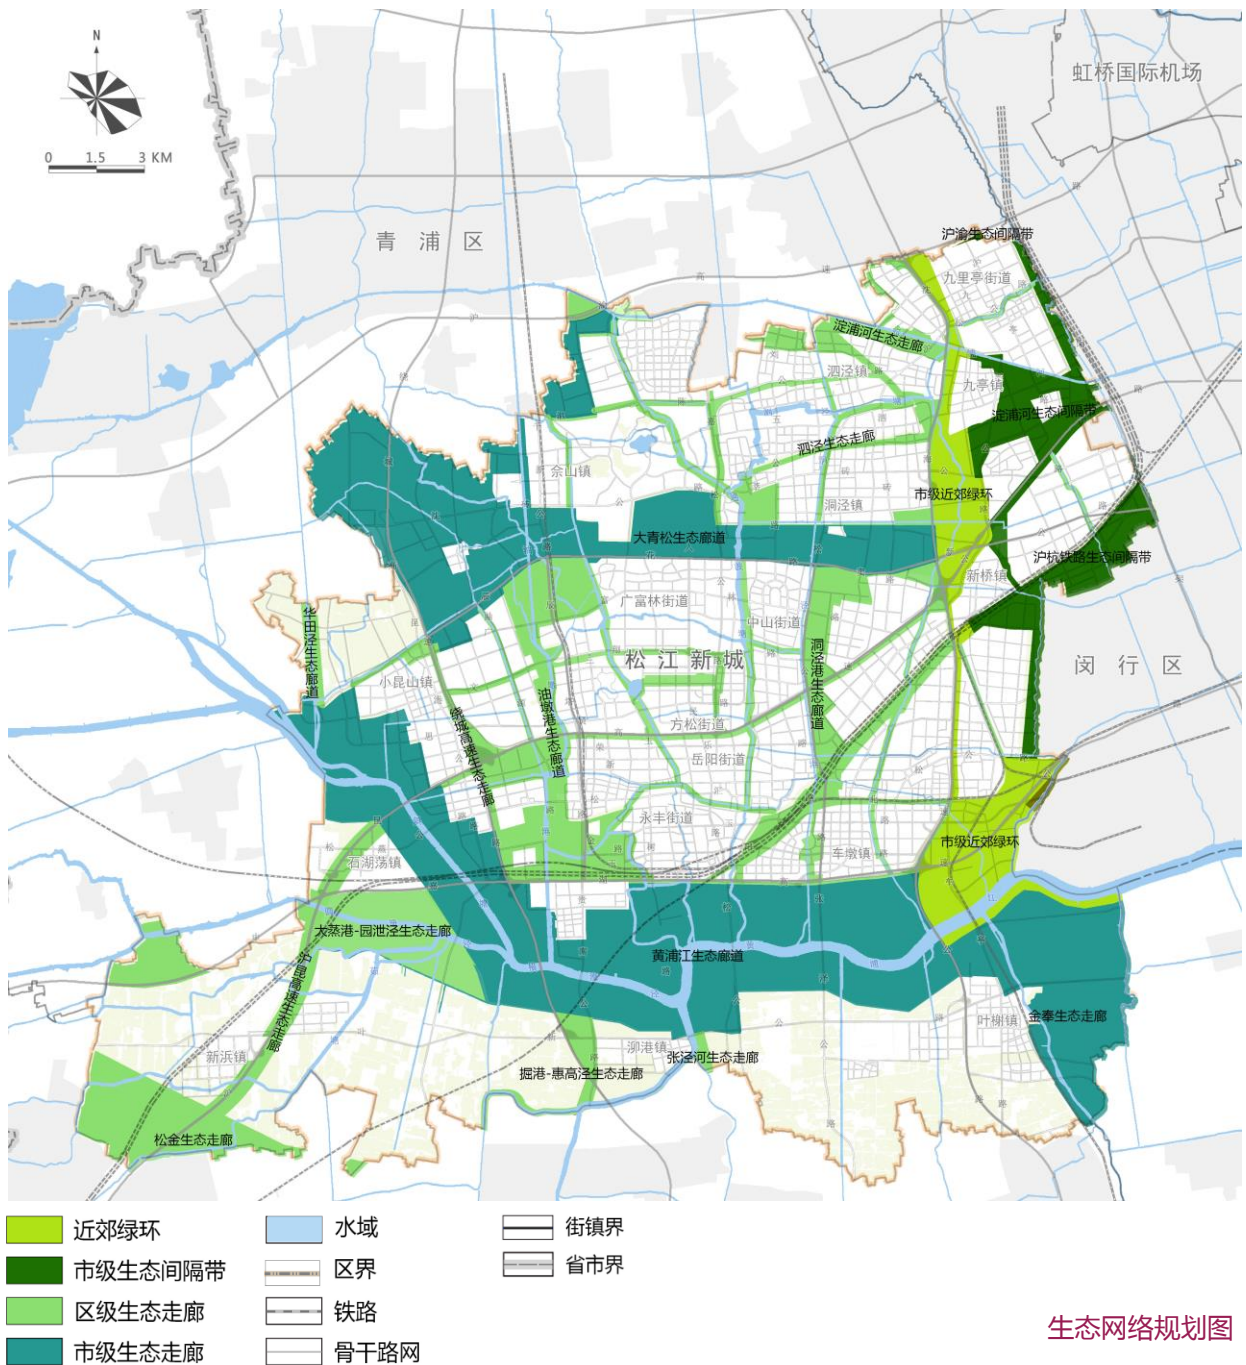 N
0 1.5 3 KM
虹桥国际机场
青浦区
沪渝生态间隔带
九里亭街道
淀浦河生态走廊
泗泾镇
九亭镇
淀浦河生态间隔带
泗泾生态走廊
佘山镇
市级近郊绿环
洞泾镇
大青松生态廊道
沪杭铁路生态间隔带
新桥镇
广富林街道
中山街道
华田泾生态廊道
松江新城
闵行区
小昆山镇
洞泾港生态廊道
油墩港生态廊道
绕城高速生态走廊
方松街道
岳阳街道
永丰街道
市级近郊绿环
车墩镇
石湖荡镇
大蒸港-园泄泾生态走廊
黄浦江生态廊道
沪昆高速生态走廊
叶榭镇
金奉生态走廊
新浜镇
泖港镇
张泾河生态走廊
掘港-惠高泾生态走廊
松金生态走廊
近郊绿环
水域
街镇界
市级生态间隔带
区界
省市界
区级生态走廊
铁路
市级生态走廊
骨干路网
生态网络规划图